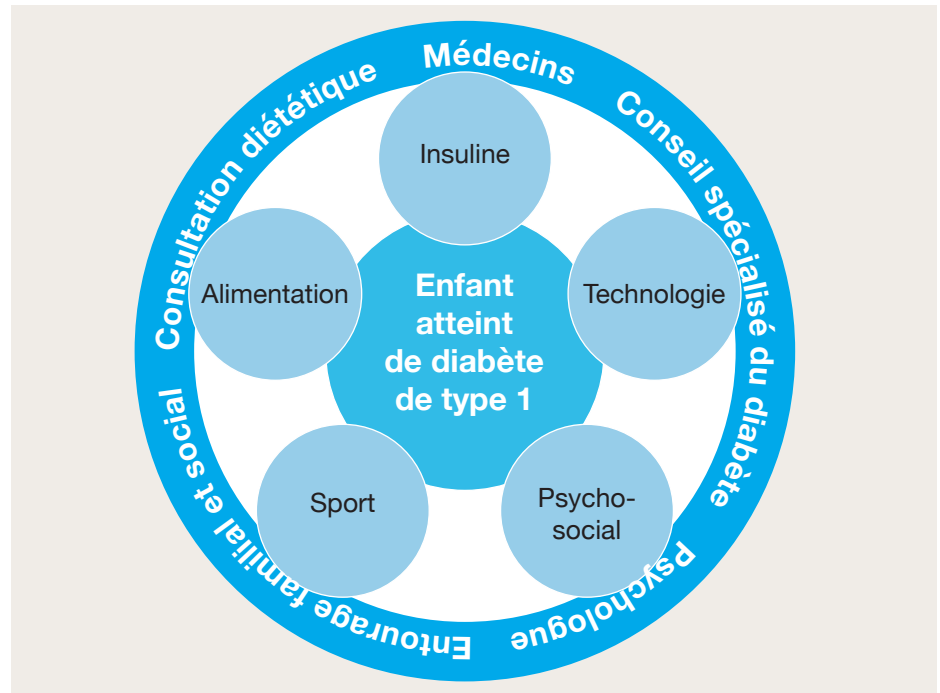 Médecins
Conseil spécialisé du diabète
Psychologue
Entourage familial et social
Consultation diététique
Insuline
Technologie
Psycho-
social
Sport
Alimentation
Enfant
atteint
de diabète
de type 1